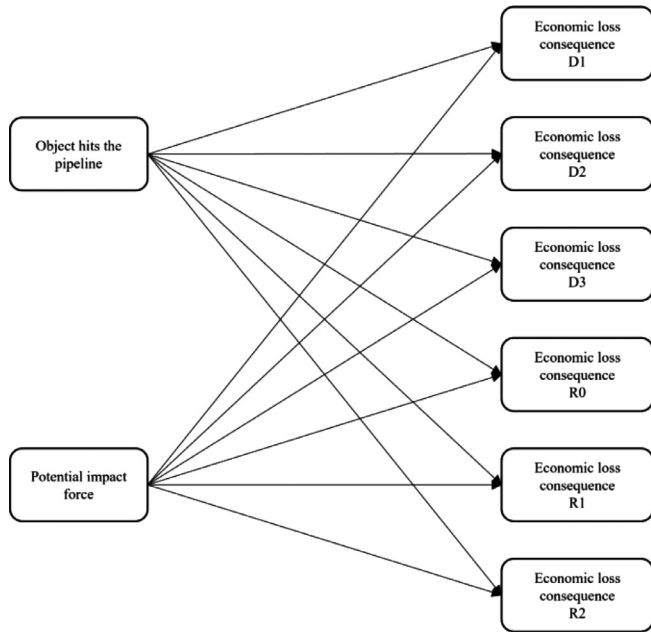 Economic loss
consequence
D1
Object hits the
pipeline
Economic loss
consequence
D2
Economic loss
consequence
D3
Economic loss
consequence
R0
Potential impact
force
Economic loss
consequence
R1
Economic loss
consequence
R2